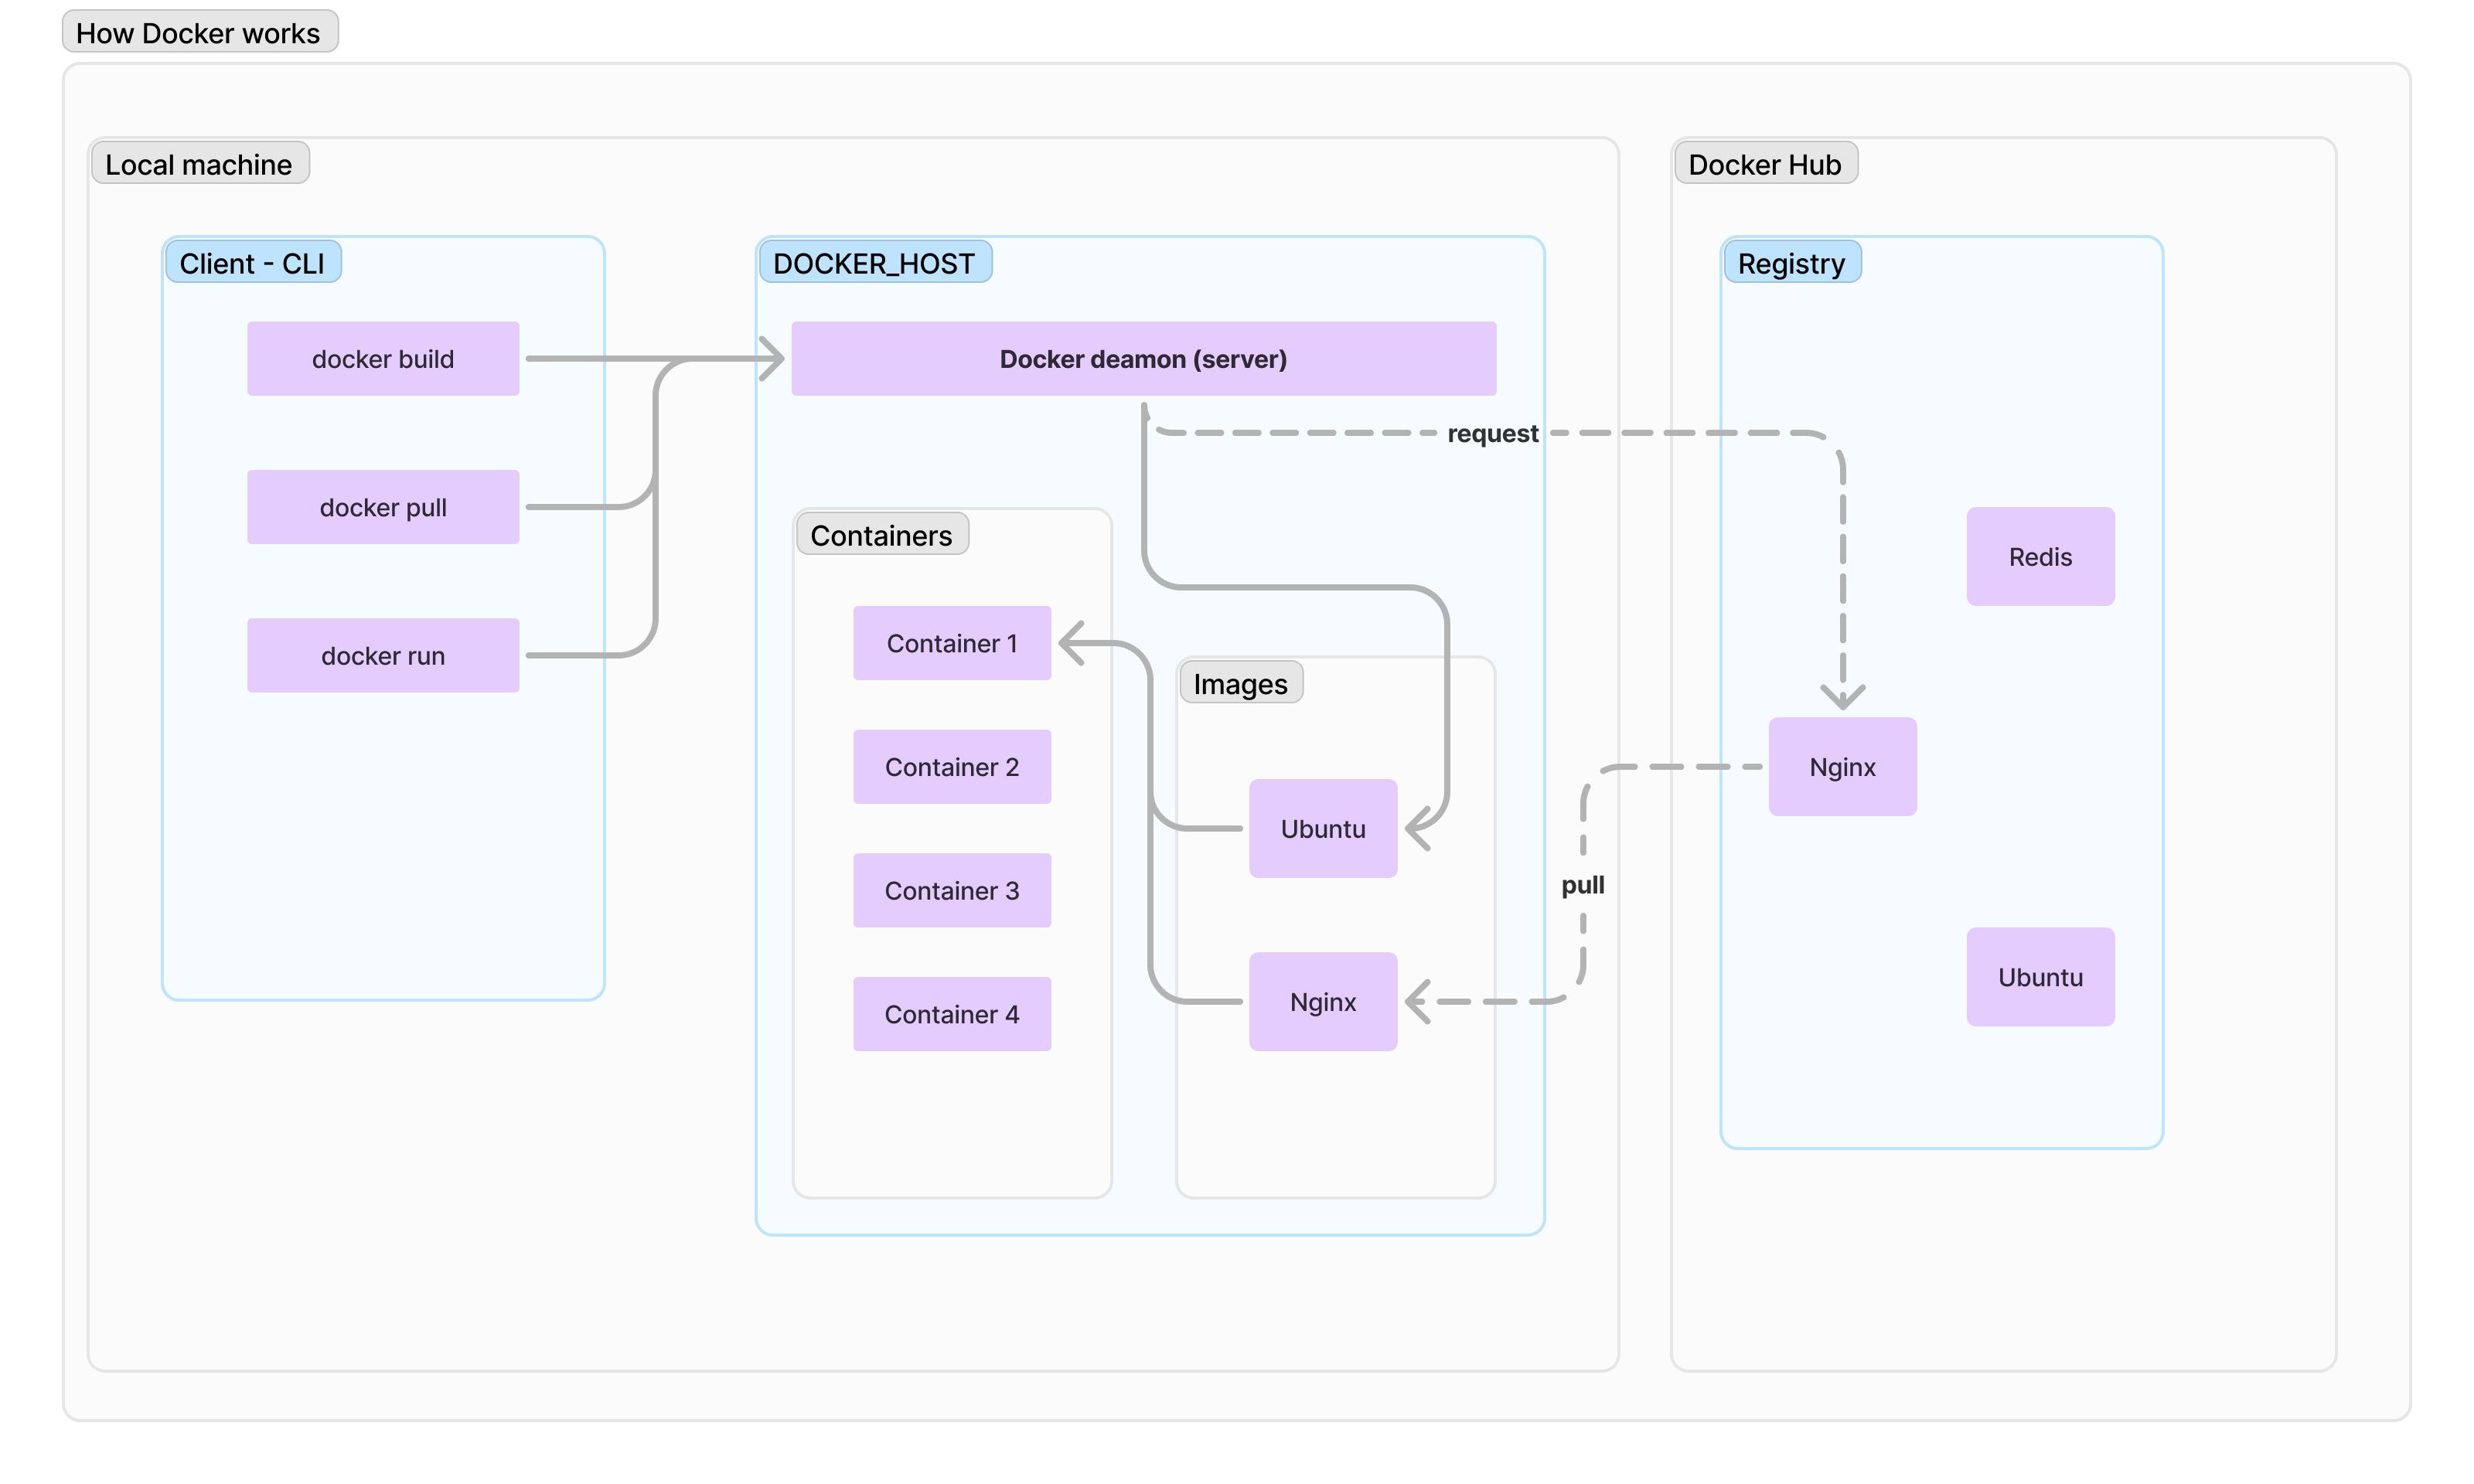 How Docker works
Local machine
Docker Hub
Client - CLI
DOCKER_HOST
Registry
docker build
Docker deamon (server)
request
docker pull
Containers
Redis
Container 1
docker run
Images
Container 2
Nginx
Ubuntu
Container 3
pull
Ubuntu
Nginx
Container 4